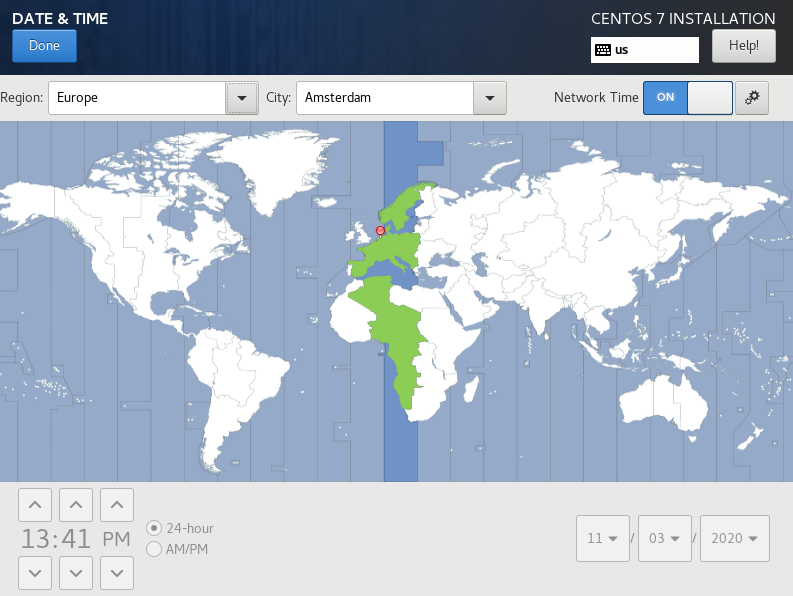 DATE & TIME
CENTOS 7 INSTALLATION
Done
us
Help!
Region:
Europe
City:
Amsterdam
Network Time
ON
13:41 PM
24-hour
AM/PM
11 / 03 / 2020